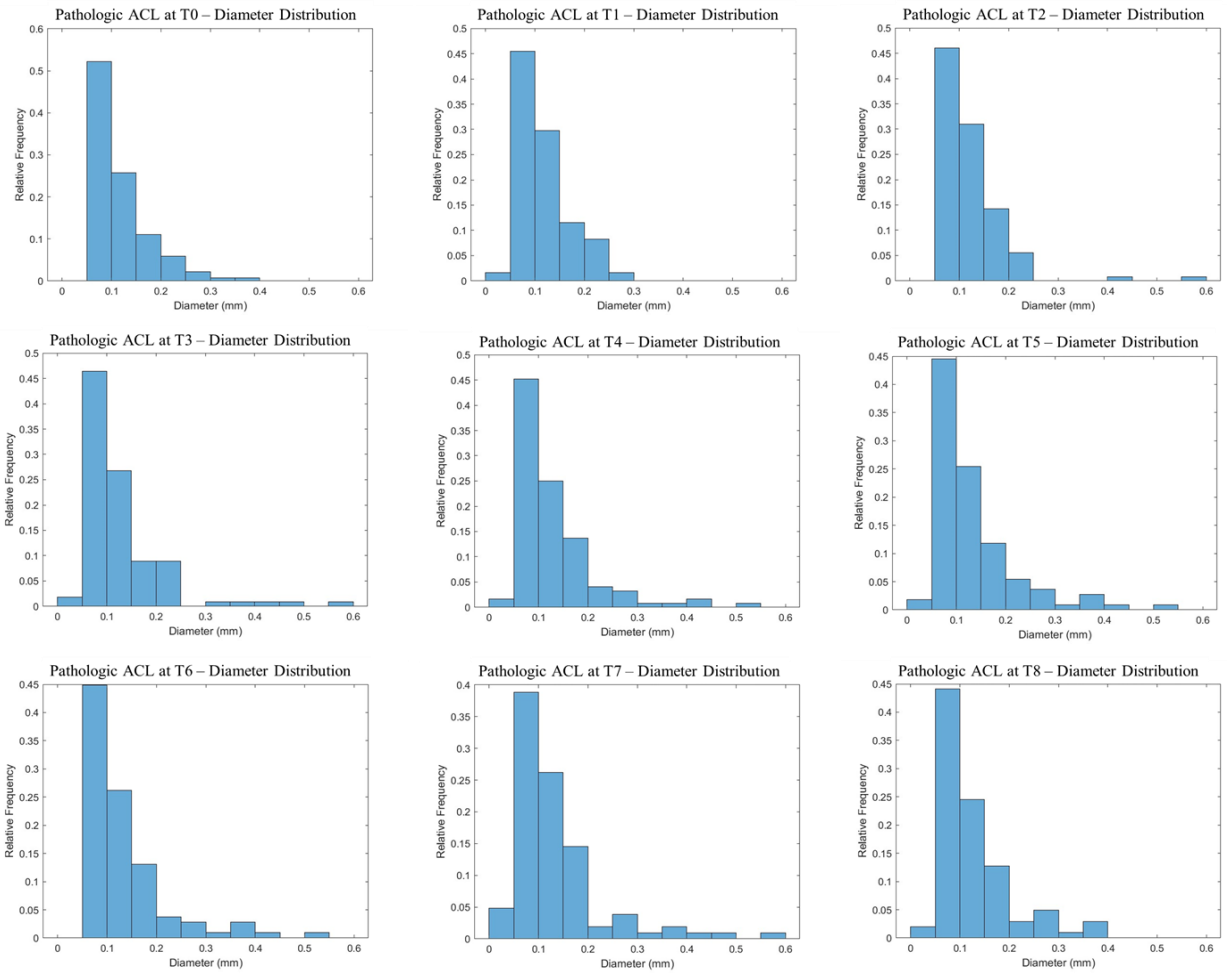 Pathologic ACL at T0 – Diameter Distribution
0.6
0.5
0.4
0.3
0.2
0.1
0
Relative Frequency
0 0.1 0.2 0.3 0.4 0.5 0.6
Diameter (mm)
Pathologic ACL at T1 – Diameter Distribution
0.5
0.45
0.4
0.35
0.3
0.25
0.2
0.15
0.1
0.05
0
Relative Frequency
0 0.1 0.2 0.3 0.4 0.5 0.6
Diameter (mm)
Pathologic ACL at T2 – Diameter Distribution
0.5
0.45
0.4
0.35
0.3
0.25
0.2
0.15
0.1
0.05
0
Relative Frequency
0 0.1 0.2 0.3 0.4 0.5 0.6
Diameter (mm)
Pathologic ACL at T3 – Diameter Distribution
0.5
0.45
0.4
0.35
0.3
0.25
0.2
0.15
0.1
0.05
0
Relative Frequency
0 0.1 0.2 0.3 0.4 0.5 0.6
Diameter (mm)
Pathologic ACL at T4 – Diameter Distribution
0.5
0.45
0.4
0.35
0.3
0.25
0.2
0.15
0.1
0.05
0
Relative Frequency
0 0.1 0.2 0.3 0.4 0.5 0.6
Diameter (mm)
Pathologic ACL at T5 – Diameter Distribution
0.45
0.4
0.35
0.3
0.25
0.2
0.15
0.1
0.05
0
Relative Frequency
0 0.1 0.2 0.3 0.4 0.5 0.6
Diameter (mm)
Pathologic ACL at T6 – Diameter Distribution
0.45
0.4
0.35
0.3
0.25
0.2
0.15
0.1
0.05
0
Relative Frequency
0 0.1 0.2 0.3 0.4 0.5 0.6
Diameter (mm)
Pathologic ACL at T7 – Diameter Distribution
0.4
0.35
0.3
0.25
0.2
0.15
0.1
0.05
0
Relative Frequency
0 0.1 0.2 0.3 0.4 0.5 0.6
Diameter (mm)
Pathologic ACL at T8 – Diameter Distribution
0.45
0.4
0.35
0.3
0.25
0.2
0.15
0.1
0.05
0
Relative Frequency
0 0.1 0.2 0.3 0.4 0.5 0.6
Diameter (mm)